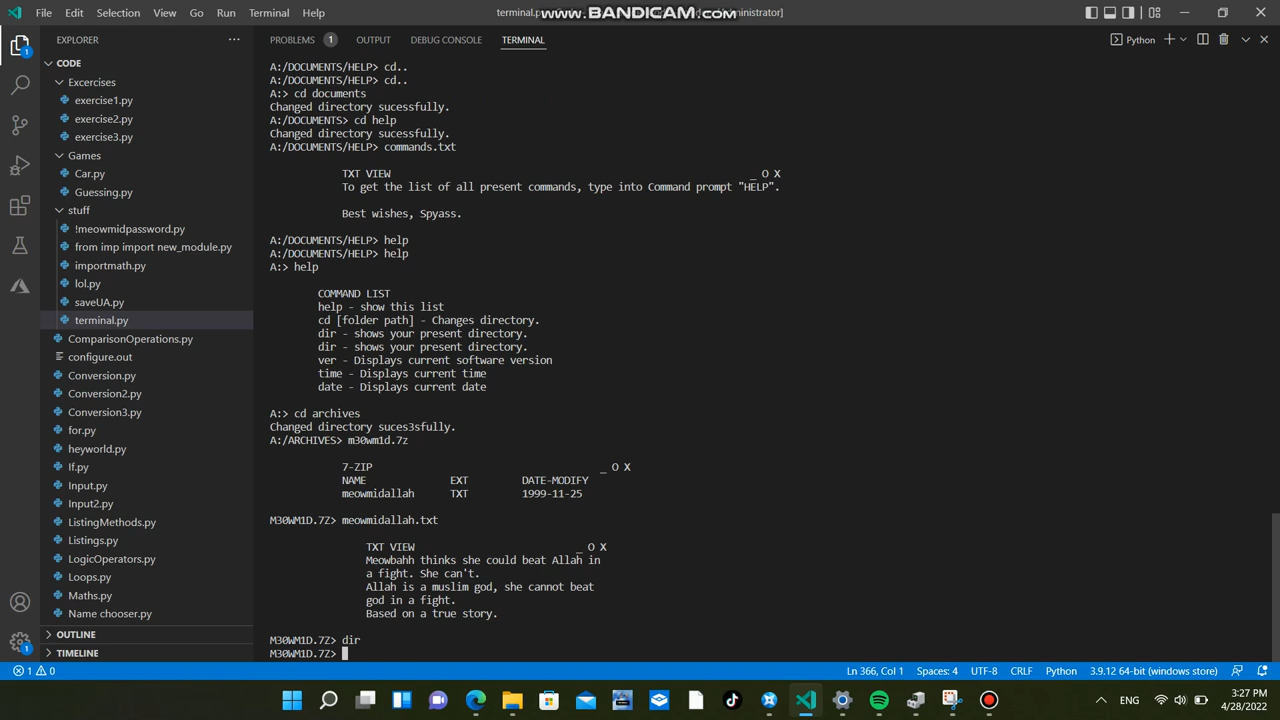 File Edit Selection View Go Run Terminal Help
terminal.p
www.BANDICAM.com
dministrator]
EXPLORER
PROBLEMS 1 OUTPUT DEBUG CONSOLE TERMINAL
Python
CODE
Excercises
exercise1.py
exercise2.py
exercise3.py
Games
Car.py
Guessing.py
stuff
!meowmidpassword.py
from imp import new_module.py
importmath.py
lol.py
saveUA.py
terminal.py
ComparisonOperations.py
configure.out
Conversion.py
Conversion2.py
Conversion3.py
for.py
heyworld.py
If.py
Input.py
Input2.py
ListingMethods.py
Listings.py
LogicOperators.py
Loops.py
Maths.py
Name chooser.py
OUTLINE
TIMELINE
A:/DOCUMENTS/HELP> cd..
A:/DOCUMENTS/HELP> cd..
A:> cd documents
Changed directory sucessfully.
A:/DOCUMENTS> cd help
Changed directory sucessfully.
A:/DOCUMENTS/HELP> commands.txt
TXT VIEW _ O X
To get the list of all present commands, type into Command prompt "HELP".
Best wishes, Spyass.
A:/DOCUMENTS/HELP> help
A:/DOCUMENTS/HELP> help
A:> help
COMMAND LIST
help - show this list
cd [folder path] - Changes directory.
dir - shows your present directory.
dir - shows your present directory.
ver - Displays current software version
time - Displays current time
date - Displays current date
A:> cd archives
Changed directory suces3sfully.
A:/ARCHIVES> m30wm1d.7z
7-ZIP _ O X
NAME EXT DATE-MODIFY
meowmidallah TXT 1999-11-25
M30WM1D.7Z> meowmidallah.txt
TXT VIEW _ O X
Meowbahh thinks she could beat Allah in
a fight. She can't.
Allah is a muslim god, she cannot beat
god in a fight.
Based on a true story.
M30WM1D.7Z> dir
M30WM1D.7Z>
1 0
Ln 366, Col 1 Spaces: 4 UTF-8 CRLF Python 3.9.12 64-bit (windows store)
ENG
3:27 PM
4/28/2022